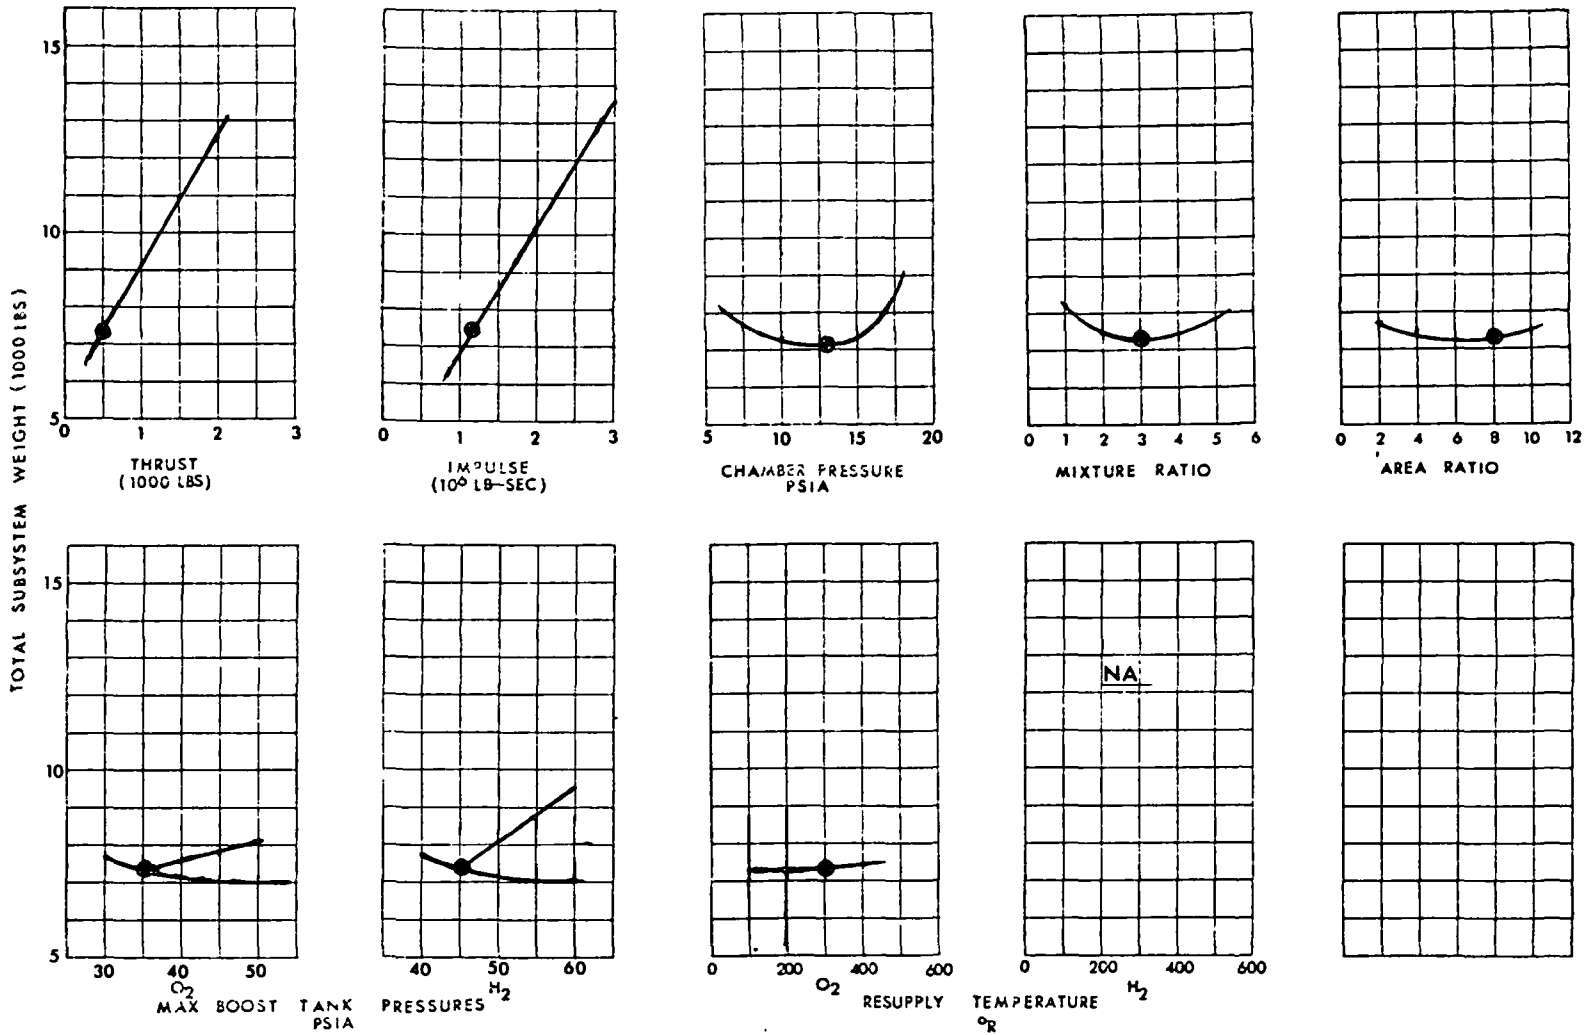 TOTAL SUBSYSTEM WEIGHT (1000 LBS)
15
10
5
0 1 2 3
THRUST
(1000 LBS)
0 1 2 3
IMPULSE
(10⁶ LB-SEC)
5 10 15 20
CHAMBER PRESSURE
PSIA
0 1 2 3 4 5 6
MIXTURE RATIO
0 2 4 6 8 10 12
AREA RATIO
15
10
5
30 40 50
O₂
40 50 60
H₂
MAX BOOST TANK PRESSURES
PSIA
0 200 400 600
O₂
NA
0 200 400 600
H₂
RESUPPLY TEMPERATURE
°R